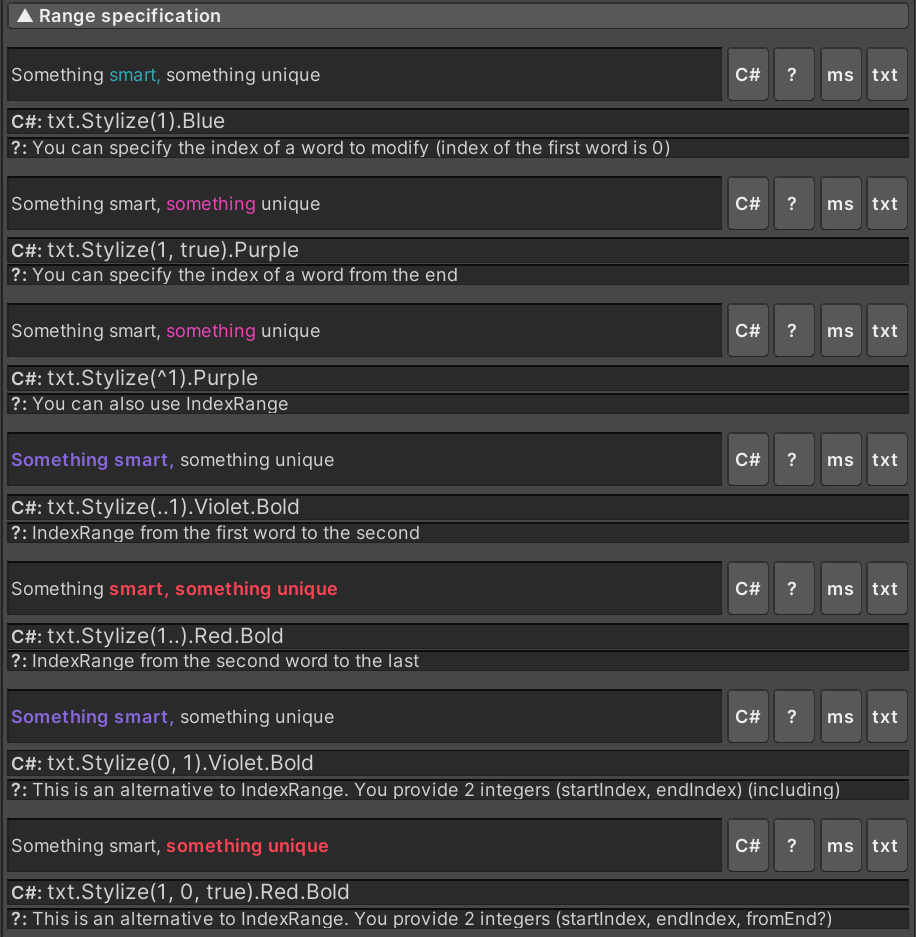 ▲ Range specification
Something smart, something unique C# ? ms txt
C#: txt.Stylize(1).Blue
?: You can specify the index of a word to modify (index of the first word is 0)
Something smart, something unique C# ? ms txt
C#: txt.Stylize(1, true).Purple
?: You can specify the index of a word from the end
Something smart, something unique C# ? ms txt
C#: txt.Stylize(^1).Purple
?: You can also use IndexRange
Something smart, something unique C# ? ms txt
C#: txt.Stylize(..1).Violet.Bold
?: IndexRange from the first word to the second
Something smart, something unique C# ? ms txt
C#: txt.Stylize(1..).Red.Bold
?: IndexRange from the second word to the last
Something smart, something unique C# ? ms txt
C#: txt.Stylize(0, 1).Violet.Bold
?: This is an alternative to IndexRange. You provide 2 integers (startIndex, endIndex) (including)
Something smart, something unique C# ? ms txt
C#: txt.Stylize(1, 0, true).Red.Bold
?: This is an alternative to IndexRange. You provide 2 integers (startIndex, endIndex, fromEnd?)